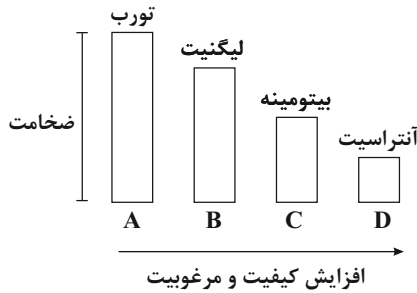 تورب
لیگنیت
بیتومینه
آنتراسیت
ضخامت
A B C D
افزایش کیفیت و مرغوبیت